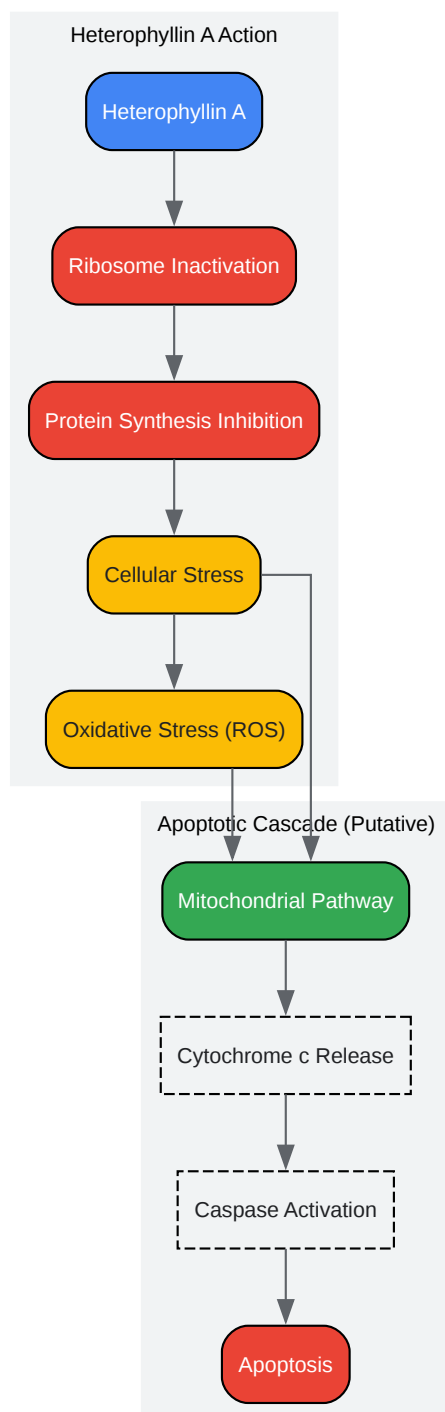 Heterophyllin A Action
Heterophyllin A
Ribosome Inactivation
Protein Synthesis Inhibition
Cellular Stress
Oxidative Stress (ROS)
Apoptotic Cascade (Putative)
Mitochondrial Pathway
Cytochrome c Release
Caspase Activation
Apoptosis